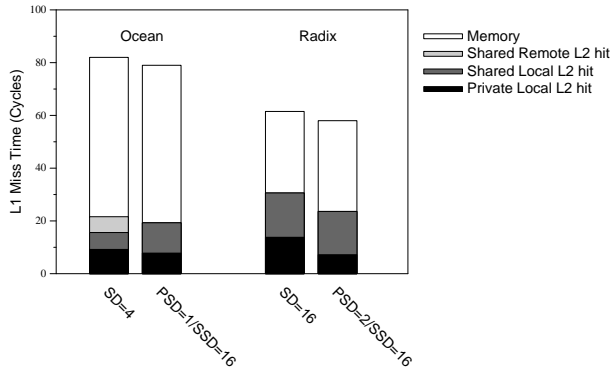 Ocean
Radix
Memory
Shared Remote L2 hit
Shared Local L2 hit
Private Local L2 hit
L1 Miss Time (Cycles)
100
80
60
40
20
0
SD=4
PSD=1/SSD=16
SD=16
PSD=2/SSD=16